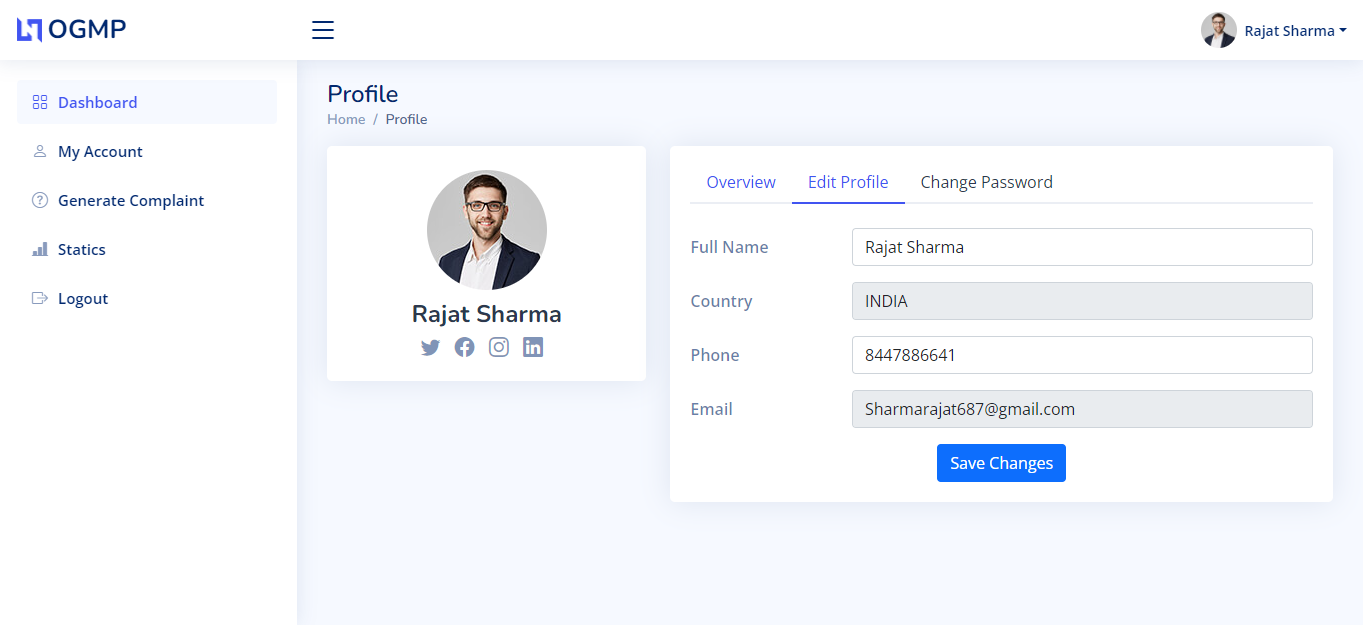 OGMP
Rajat Sharma
Dashboard
My Account
Generate Complaint
Statics
Logout
Profile
Home / Profile
Rajat Sharma
Overview Edit Profile Change Password
Full Name Rajat Sharma
Country INDIA
Phone 8447886641
Email Sharmarajat687@gmail.com
Save Changes